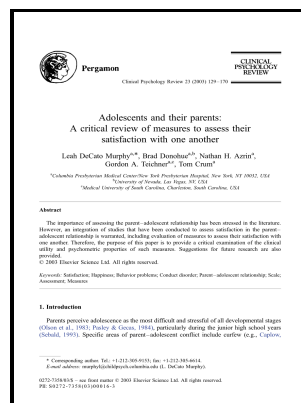 Pergamon
CLINICAL
PSYCHOLOGY
REVIEW
Clinical Psychology Review 23 (2003) 129–170
Adolescents and their parents:
A critical review of measures to assess their
satisfaction with one another
Leah DeCato Murphy a,*, Brad Donohue a,b, Nathan H. Azrin a,
Gordon A. Teichner a,c, Tom Crum a
aColumbia Presbyterian Medical Center/New York Hospital, New York, NY 10032, USA
bUniversity of Nevada, Las Vegas, NV, USA
cMedical University of South Carolina, Charleston, South Carolina, USA
Abstract
The importance of assessing the parent–adolescent relationship has been stressed in the literature.
However, an integration of studies that have been conducted to assess satisfaction in the parent–
adolescent relationship is warranted, including evaluation of measures to assess their satisfaction with
one another. Therefore, the purpose of this paper is to provide a critical examination of the clinical
utility and psychometric properties of such measures. Suggestions for future research are also
provided.
© 2003 Elsevier Science Ltd. All rights reserved.
Keywords: Satisfaction; Happiness; Behavior problems; Conduct disorder; Parent–adolescent relationship; Scale;
Assessment; Measures
1. Introduction
Parents perceive adolescence as the most difficult and stressful of all developmental stages
(Olson et al., 1983; Pasley & Gecas, 1984), particularly during the junior high school years
(Sebald, 1993). Specific areas of parent–adolescent conflict include curfew (e.g., Caplow,
* Corresponding author. Tel.: +1-212-305-9155; fax: +1-212-305-6614.
E-mail address: murphyl@childpsych.columbia.edu (L. DeCato Murphy).
0272-7358/03/$ – see front matter © 2003 Elsevier Science Ltd. All rights reserved.
PII: S0272-7358(03)00016-3